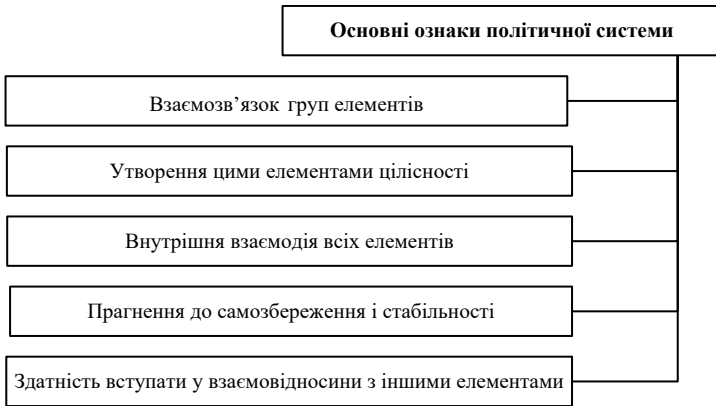 Основні ознаки політичної системи
Взаємозв’язок груп елементів
Утворення цими елементами цілісності
Внутрішня взаємодія всіх елементів
Прагнення до самозбереження і стабільності
Здатність вступати у взаємовідносини з іншими елементами